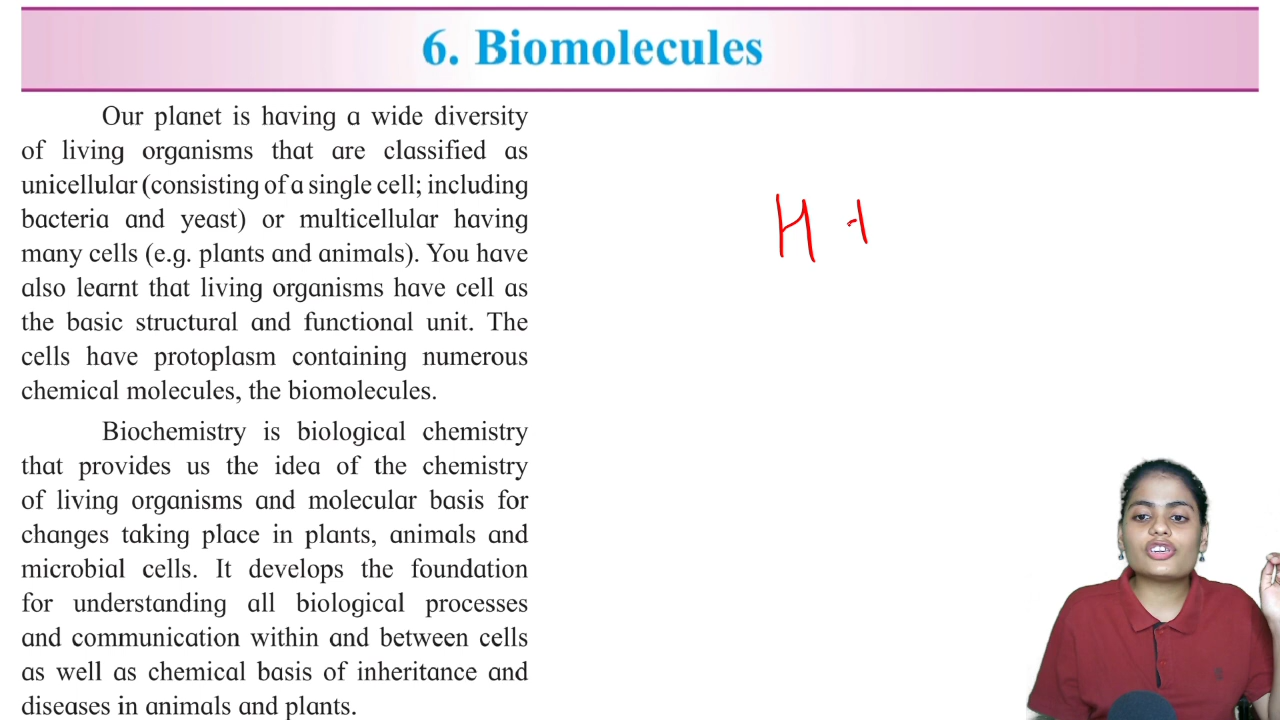 6. Biomolecules
Our planet is having a wide diversity
of living organisms that are classified as
unicellular (consisting of a single cell; including
bacteria and yeast) or multicellular having
many cells (e.g. plants and animals). You have
also learnt that living organisms have cell as
the basic structural and functional unit. The
cells have protoplasm containing numerous
chemical molecules, the biomolecules.
Biochemistry is biological chemistry
that provides us the idea of the chemistry
of living organisms and molecular basis for
changes taking place in plants, animals and
microbial cells. It develops the foundation
for understanding all biological processes
and communication within and between cells
as well as chemical basis of inheritance and
diseases in animals and plants.
H